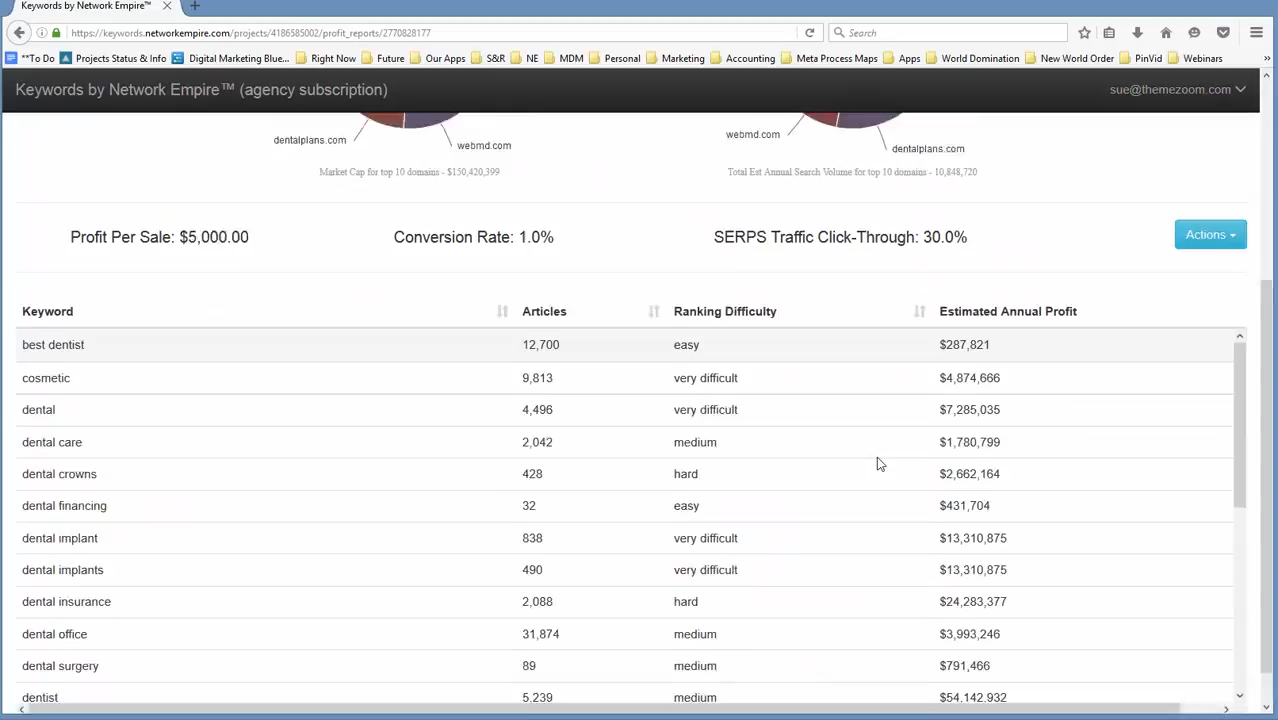 Keywords by Network Empire™
https://keywords.networkempire.com/projects/4186585002/profit_reports/2770828177
Search
**To Do Projects Status & Info Digital Marketing Blue... Right Now Future Our Apps S&R NE MDM Personal Marketing Accounting Meta Process Maps Apps World Domination New World Order PinVid Webinars »
Keywords by Network Empire™ (agency subscription) sue@themezoom.com
dentalplans.com webmd.com webmd.com dentalplans.com
Market Cap for top 10 domains - $150,420,399 Total Est Annual Search Volume for top 10 domains - 10,848,720
Profit Per Sale: $5,000.00 Conversion Rate: 1.0% SERPS Traffic Click-Through: 30.0% Actions
Keyword Articles Ranking Difficulty Estimated Annual Profit
best dentist 12,700 easy $287,821
cosmetic 9,813 very difficult $4,874,666
dental 4,496 very difficult $7,285,035
dental care 2,042 medium $1,780,799
dental crowns 428 hard $2,662,164
dental financing 32 easy $431,704
dental implant 838 very difficult $13,310,875
dental implants 490 very difficult $13,310,875
dental insurance 2,088 hard $24,283,377
dental office 31,874 medium $3,993,246
dental surgery 89 medium $791,466
dentist 5,239 medium $54,142,932